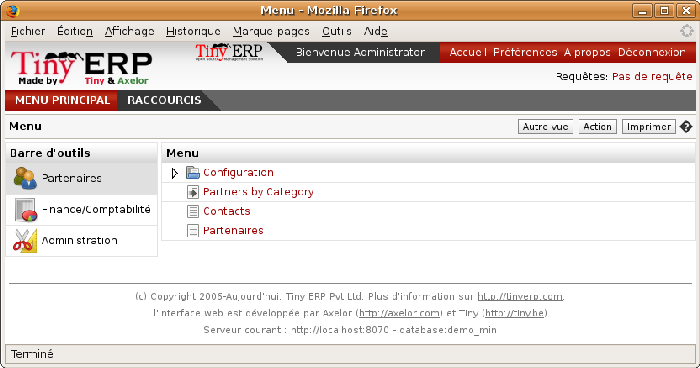 Menu - Mozilla Firefox
Fichier Édition Affichage Historique Marque-pages Outils Aide
Tiny ERP
Made by Tiny & Axelor
Tiny ERP
Bienvenue Administrator
Accueil Préférences A propos Déconnexion
Requêtes: Pas de requête
MENU PRINCIPAL RACCOURCIS
Menu
Autre vue Action Imprimer
Barre d'outils
Partenaires
Finance/Comptabilité
Administration
Menu
Configuration
Partners by Category
Contacts
Partenaires
(c) Copyright 2006-Aujourd'hui, Tiny ERP Pvt Ltd. Plus d'information sur http://tinyerp.com.
l'interface web est développée par Axelor (http://axelor.com) et Tiny (http://tiny.be)
Serveur courant : http://localhost:8070 - database:demo_min
Terminé